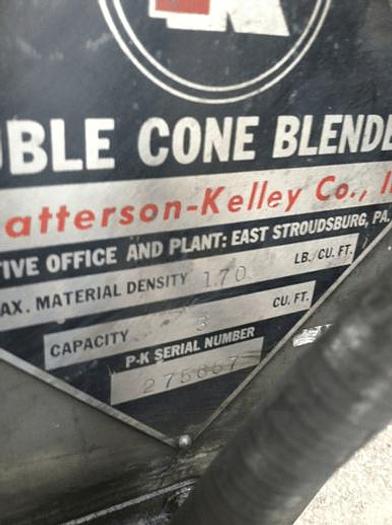 UBLE CONE BLENDE
atterson-Kelley Co., I
TIVE OFFICE AND PLANT: EAST STROUDSBURG, PA.
AX. MATERIAL DENSITY 170 LB./CU. FT.
CAPACITY 3 CU. FT.
P-K SERIAL NUMBER